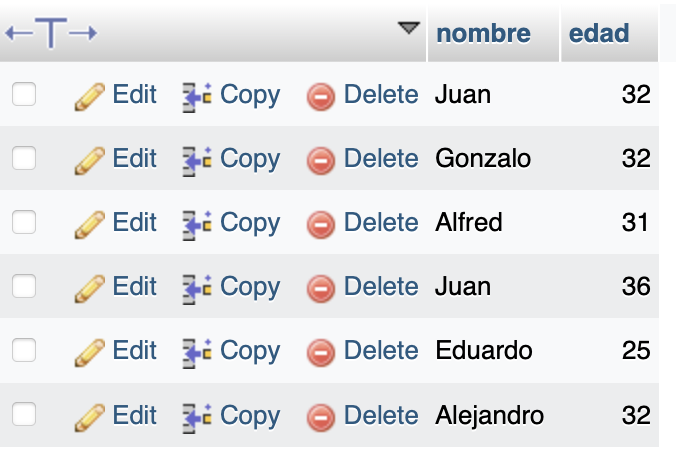 nombre edad
Edit Copy Delete Juan 32
Edit Copy Delete Gonzalo 32
Edit Copy Delete Alfred 31
Edit Copy Delete Juan 36
Edit Copy Delete Eduardo 25
Edit Copy Delete Alejandro 32